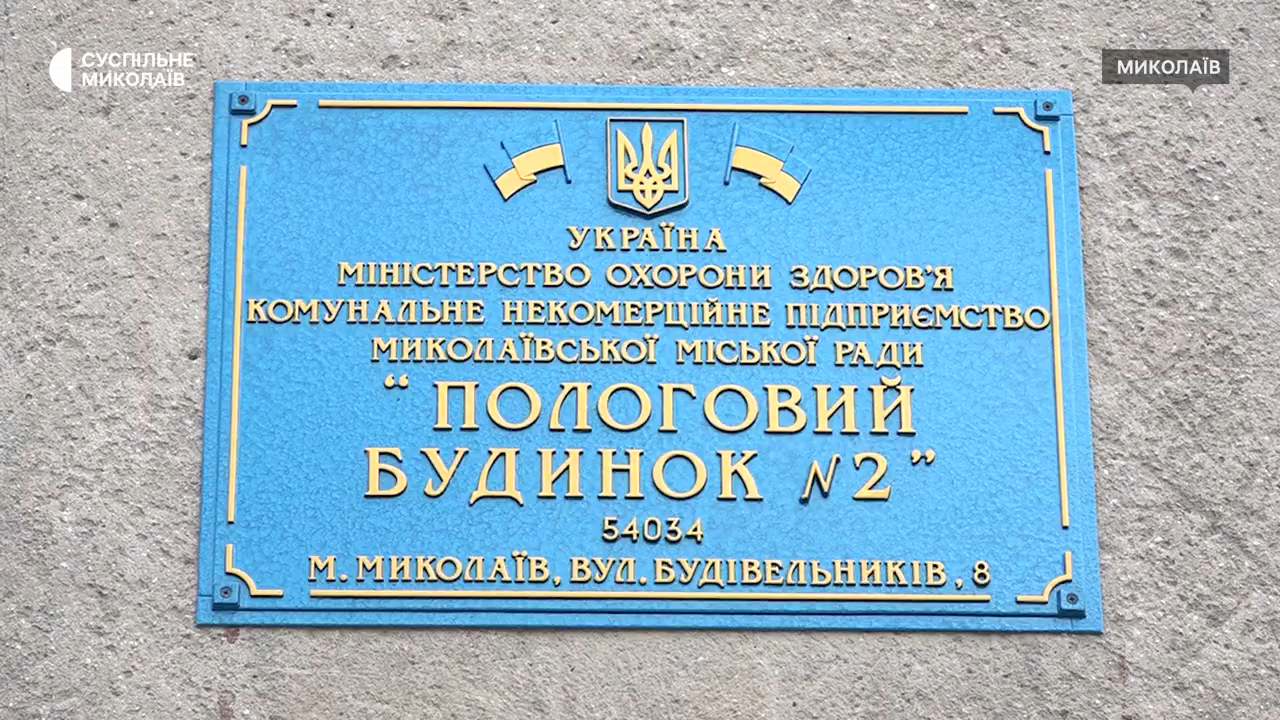 СУСПІЛЬНЕ
МИКОЛАЇВ
МИКОЛАЇВ
УКРАЇНА
МІНІСТЕРСТВО ОХОРОНИ ЗДОРОВ'Я
КОМУНАЛЬНЕ НЕКОМЕРЦІЙНЕ ПІДПРИЄМСТВО
МИКОЛАЇВСЬКОЇ МІСЬКОЇ РАДИ
“ ПОЛОГОВИЙ
БУДИНОК N2”
54034
М. МИКОЛАЇВ, ВУЛ. БУДІВЕЛЬНИКІВ, 8